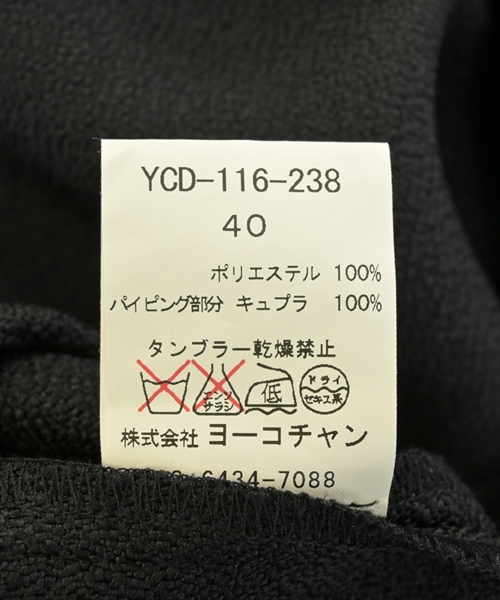 YCD-116-238
40
ポリエステル 100%
パイピング部分 キュプラ 100%
タンブラー乾燥禁止
エンソサラシ 低 ドライ セキユ系
株式会社 ヨーコチャン
6434-7088